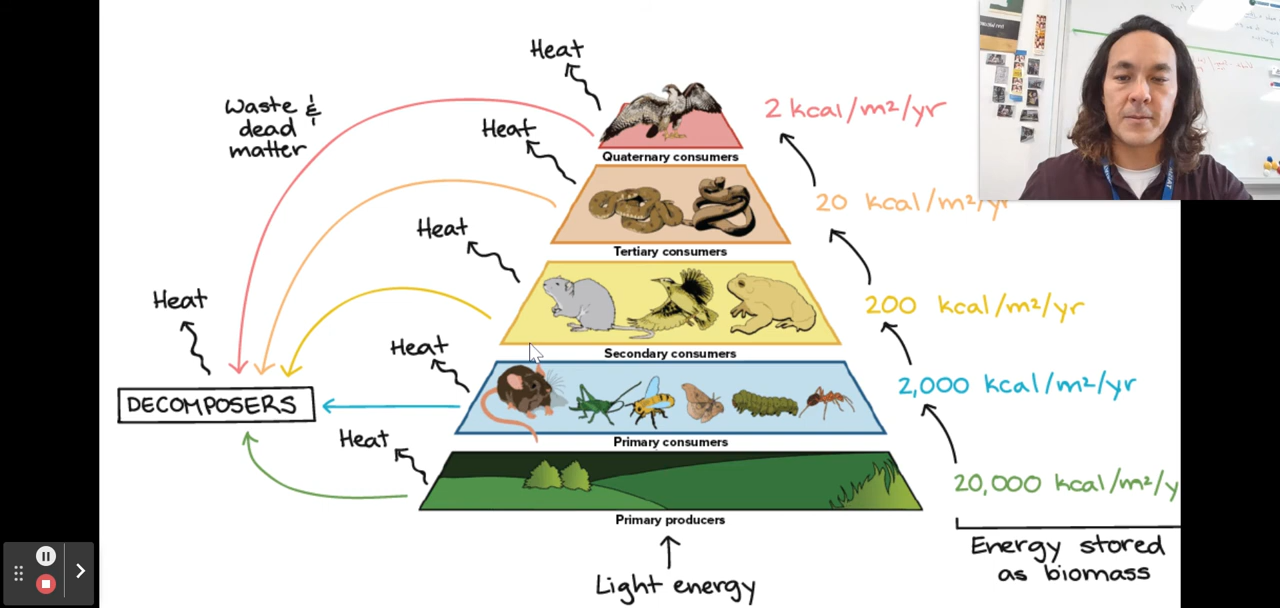 Heat
Waste &
dead
matter
2 kcal/m²/yr
Heat
Quaternary consumers
20 kcal/m²/yr
Heat
Tertiary consumers
Heat
200 kcal/m²/yr
Secondary consumers
Heat
2,000 kcal/m²/yr
DECOMPOSERS
Primary consumers
Heat
20,000 kcal/m²/y
Primary producers
Energy stored
as biomass
Light energy